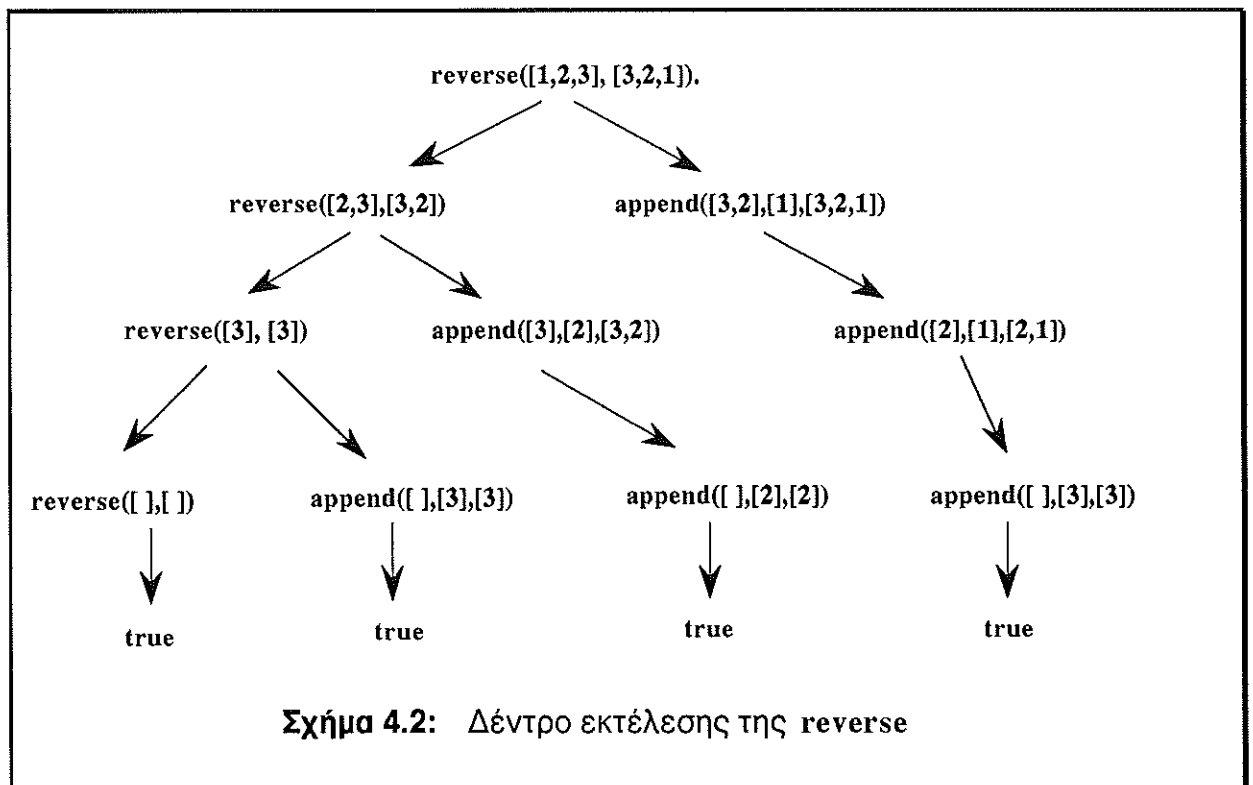 reverse([1,2,3], [3,2,1]).
reverse([2,3],[3,2]) append([3,2],[1],[3,2,1])
reverse([3], [3]) append([3],[2],[3,2]) append([2],[1],[2,1])
reverse([ ],[ ]) append([ ],[3],[3]) append([ ],[2],[2]) append([ ],[3],[3])
true true true true
Σχήμα 4.2: Δέντρο εκτέλεσης της reverse